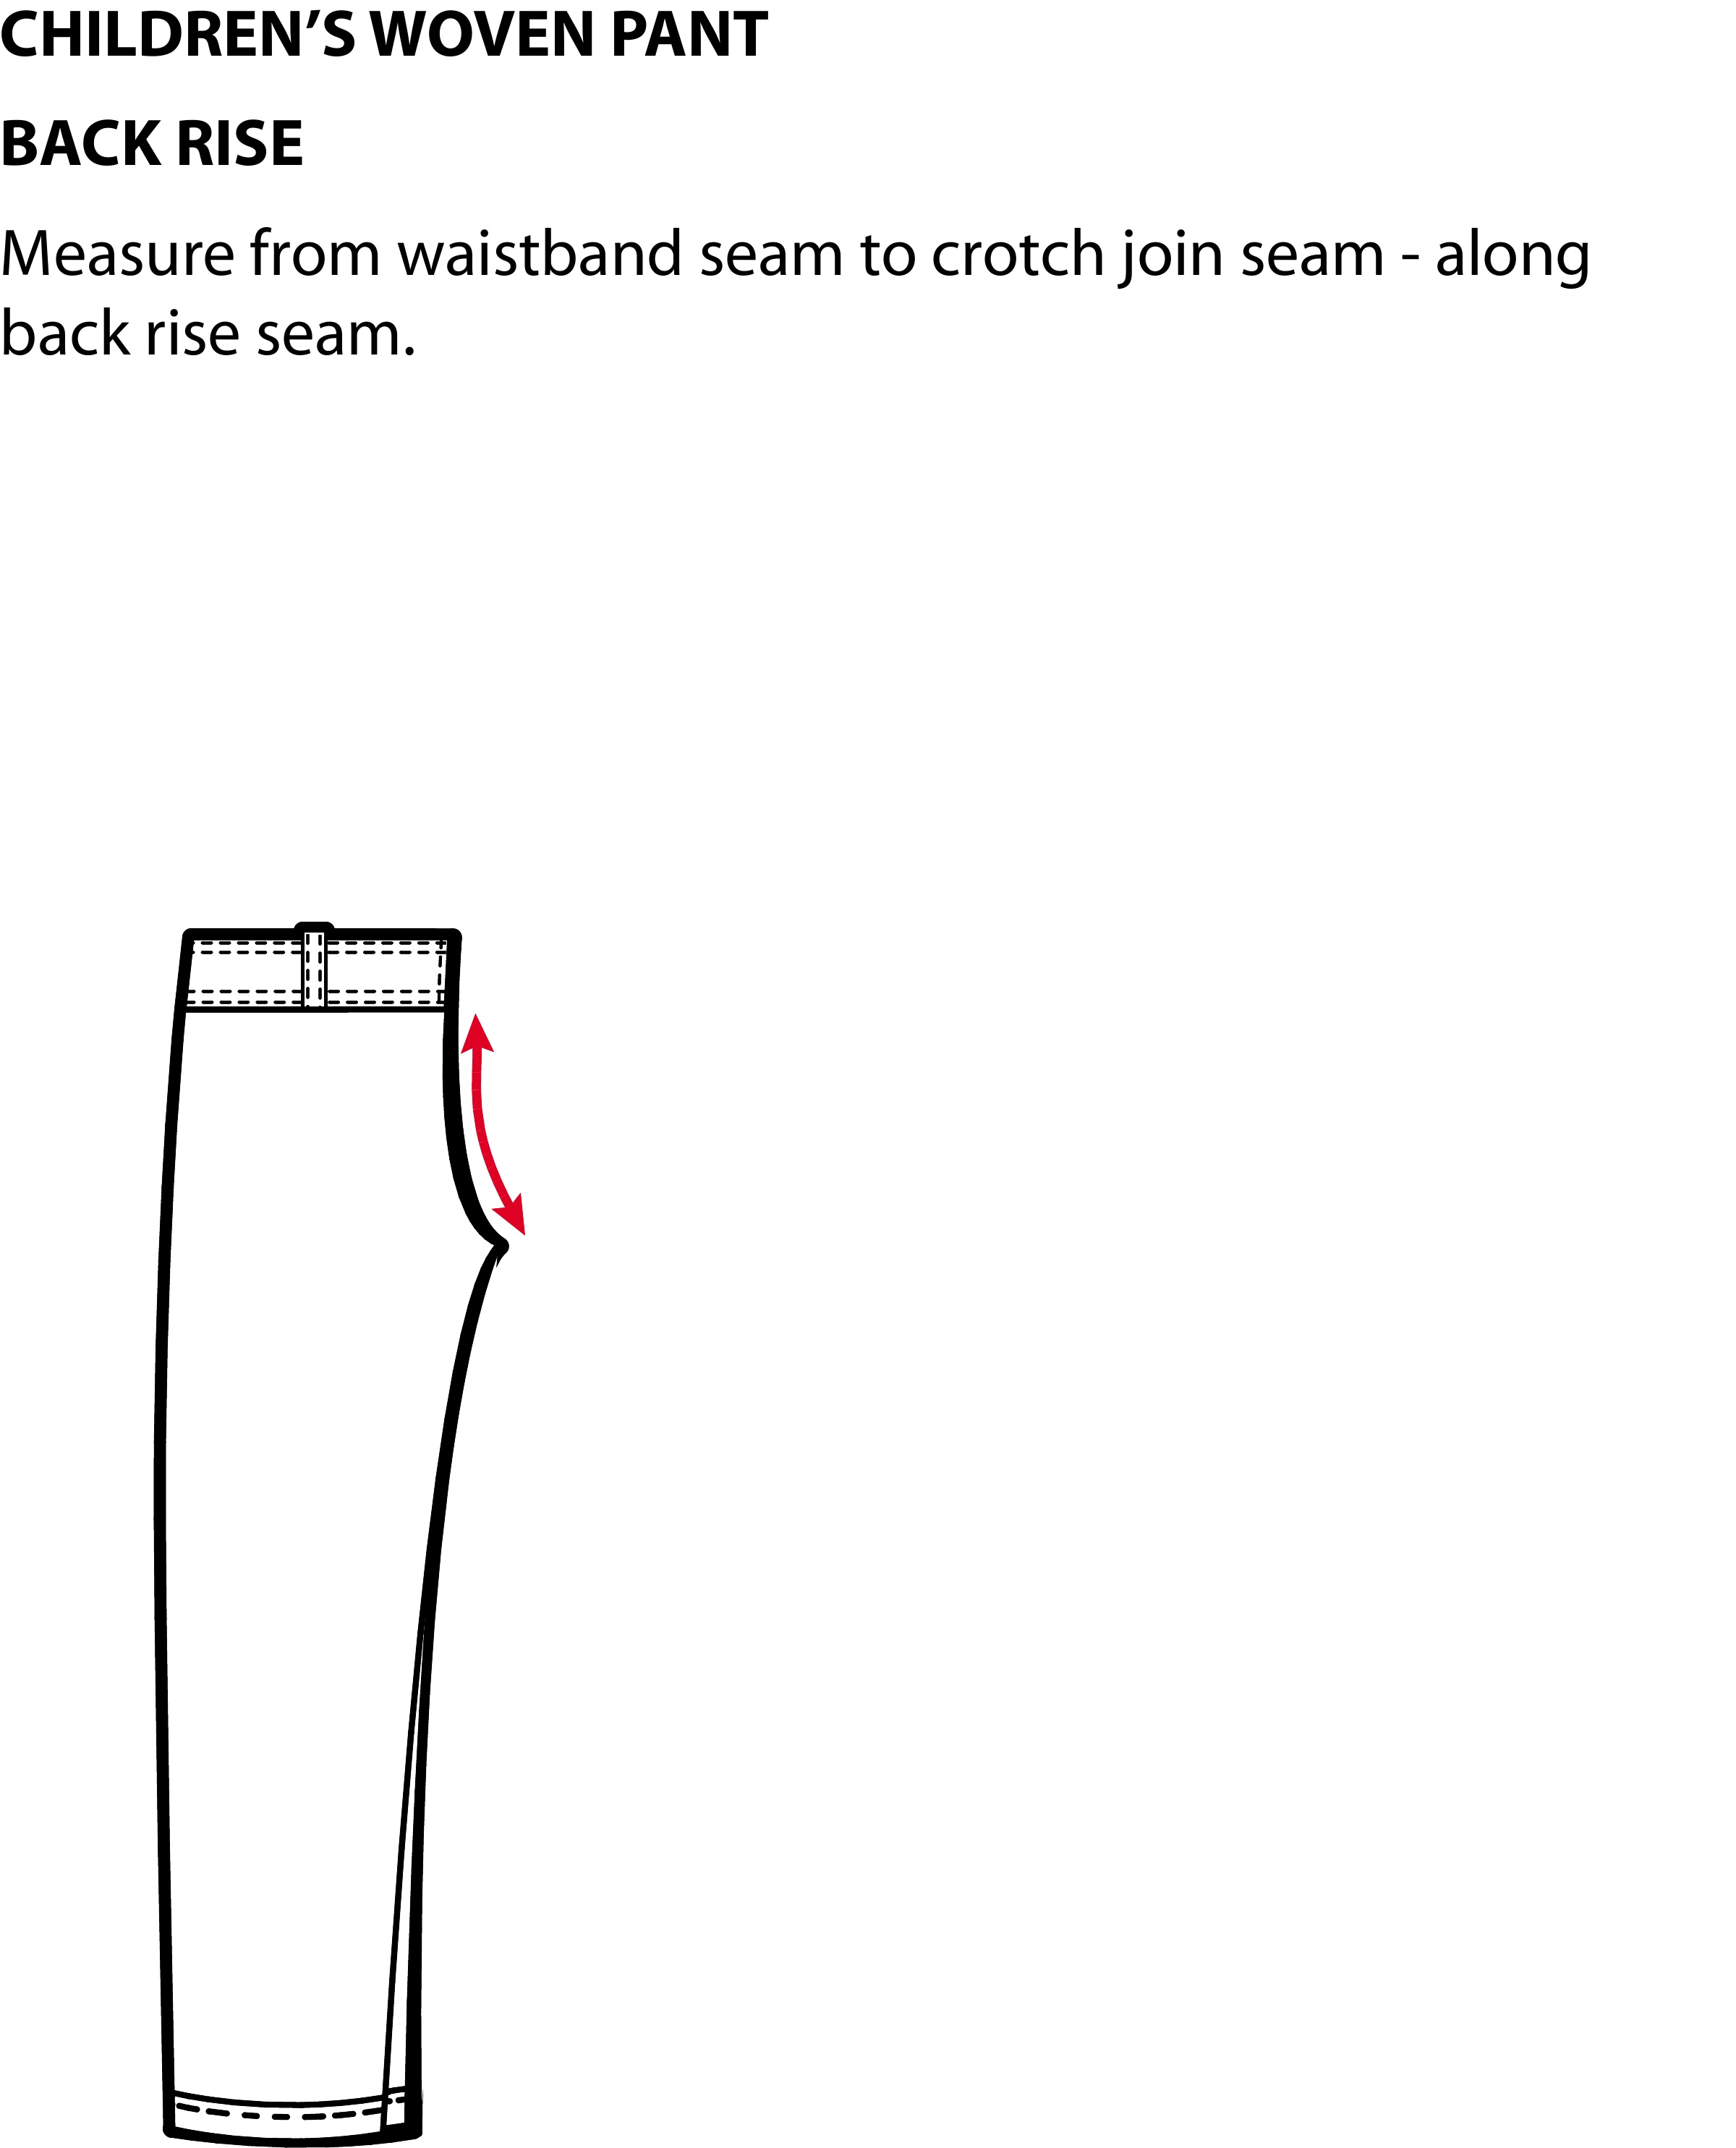 CHILDREN’S WOVEN PANT
BACK RISE
Measure from waistband seam to crotch join seam - along
back rise seam.